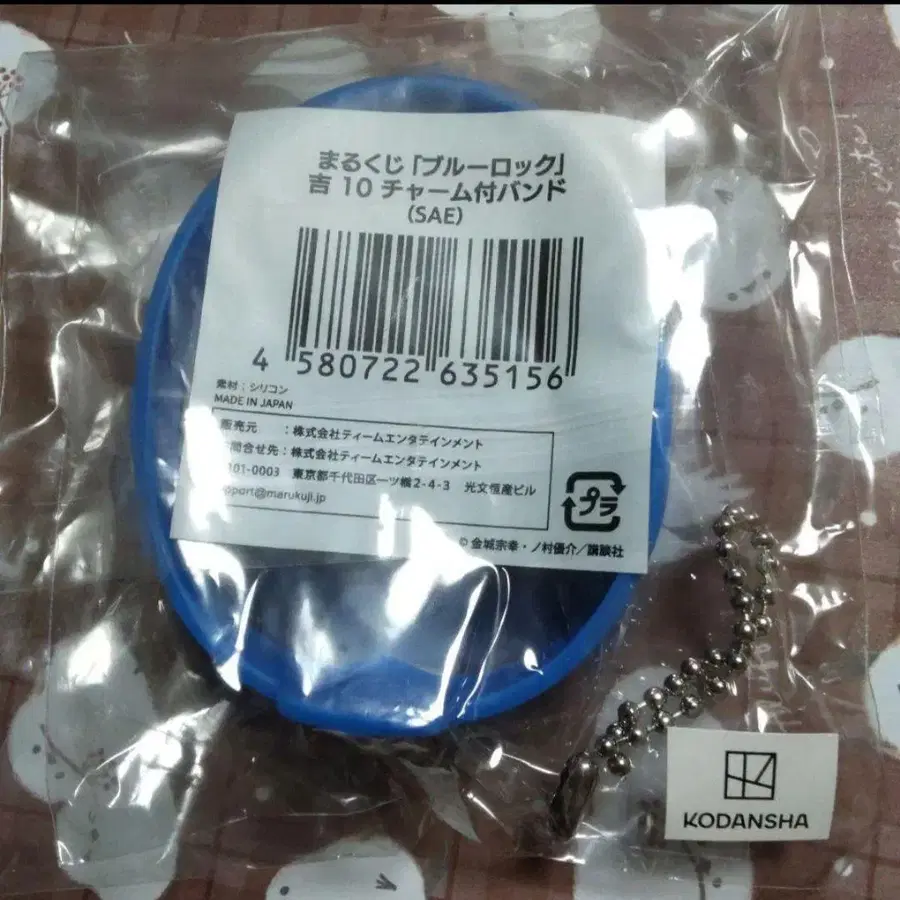 まるくじ「ブルーロック」
吉 10 チャーム付バンド
(SAE)
4 580722 635156
素材：シリコン
MADE IN JAPAN
販売元 ：株式会社ティームエンタテインメント
問合せ先：株式会社ティームエンタテインメント
101-0003 東京都千代田区一ツ橋2-4-3 光文恒産ビル
pport@marukuji.jp
プラ
© 金城宗幸・ノ村優介／講談社
KODANSHA